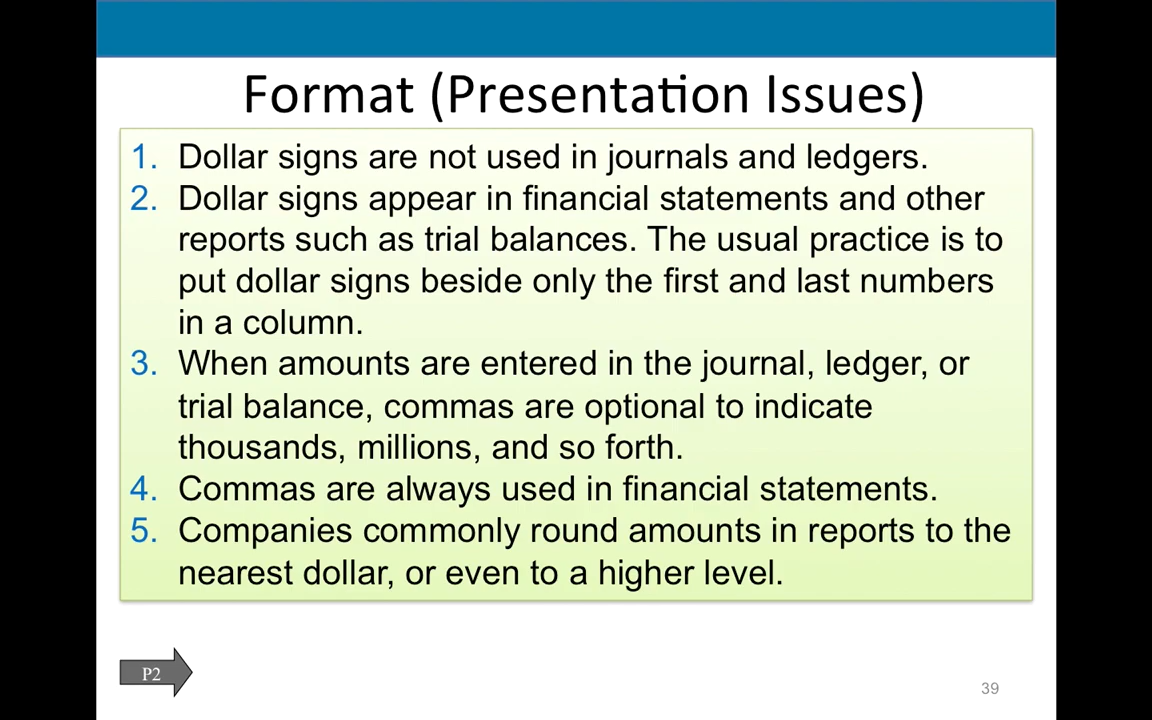 Format (Presentation Issues)
1. Dollar signs are not used in journals and ledgers.
2. Dollar signs appear in financial statements and other
reports such as trial balances. The usual practice is to
put dollar signs beside only the first and last numbers
in a column.
3. When amounts are entered in the journal, ledger, or
trial balance, commas are optional to indicate
thousands, millions, and so forth.
4. Commas are always used in financial statements.
5. Companies commonly round amounts in reports to the
nearest dollar, or even to a higher level.
P2
39